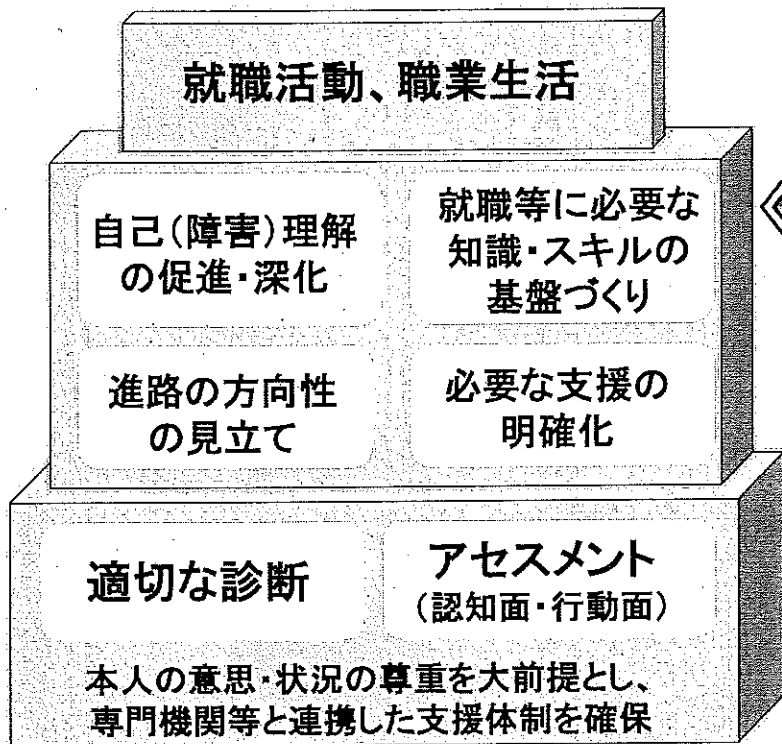 就職活動、職業生活
自己(障害)理解
の促進・深化
就職等に必要な
知識・スキルの
基盤づくり
進路の方向性
の見立て
必要な支援の
明確化
適切な診断
アセスメント
(認知面・行動面)
本人の意思・状況の尊重を大前提とし、
専門機関等と連携した支援体制を確保